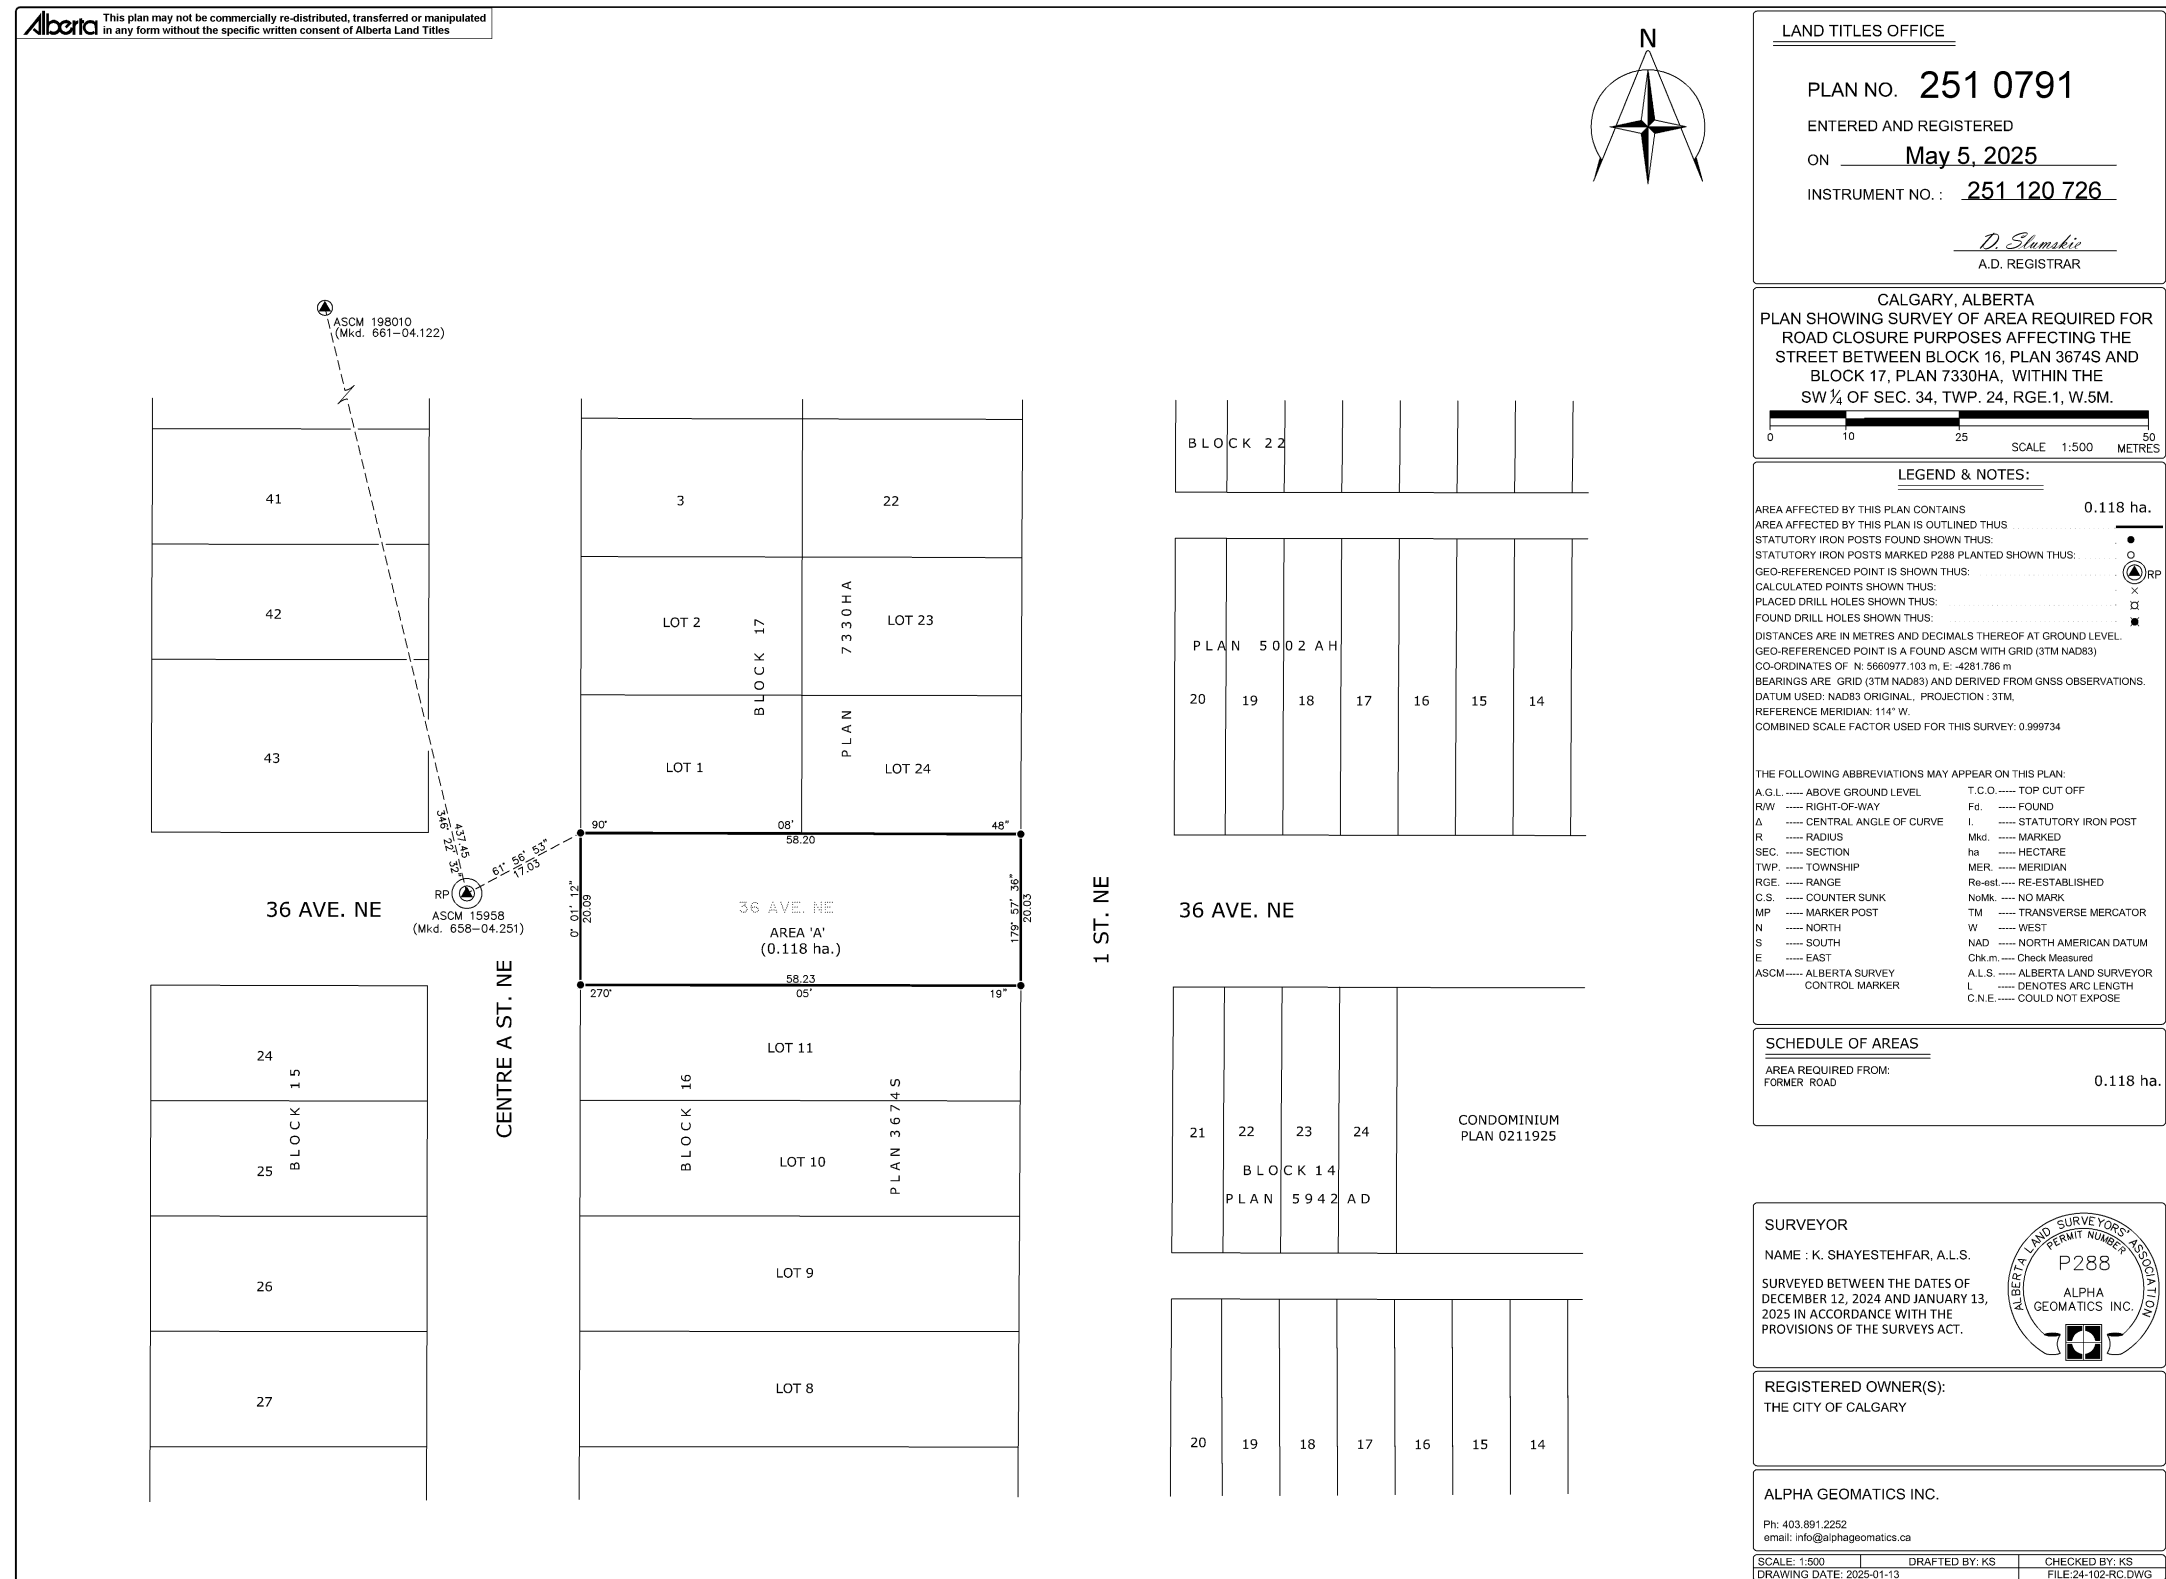 Alberta This plan may not be commercially re-distributed, transferred or manipulated
in any form without the specific written consent of Alberta Land Titles
N
ASCM 198010
(Mkd. 661-04.122)
41
42
43
3
22
LOT 2
LOT 23
BLOCK 17
PLAN 7330HA
LOT 1
LOT 24
BLOCK 22
PLAN 5002 AH
20 19 18 17 16 15 14
437.45
346° 22' 32"
61° 56' 53"
17.03
RP
ASCM 15958
(Mkd. 658-04.251)
90° 08' 48"
58.20
0° 01' 12"
20.09
179° 57' 36"
20.03
36 AVE. NE
36 AVE. NE
AREA 'A'
(0.118 ha.)
58.23
270° 05' 19"
1 ST. NE
36 AVE. NE
CENTRE A ST. NE
24
25
26
27
BLOCK 15
LOT 11
LOT 10
LOT 9
LOT 8
BLOCK 16
PLAN 3674S
21 22 23 24
BLOCK 14
PLAN 5942 AD
CONDOMINIUM
PLAN 0211925
20 19 18 17 16 15 14
LAND TITLES OFFICE
PLAN NO. 251 0791
ENTERED AND REGISTERED
ON May 5, 2025
INSTRUMENT NO. : 251 120 726
D. Slumskie
A.D. REGISTRAR
CALGARY, ALBERTA
PLAN SHOWING SURVEY OF AREA REQUIRED FOR
ROAD CLOSURE PURPOSES AFFECTING THE
STREET BETWEEN BLOCK 16, PLAN 3674S AND
BLOCK 17, PLAN 7330HA, WITHIN THE
SW ¼ OF SEC. 34, TWP. 24, RGE.1, W.5M.
0 10 25 50
SCALE 1:500 METRES
LEGEND & NOTES:
AREA AFFECTED BY THIS PLAN CONTAINS 0.118 ha.
AREA AFFECTED BY THIS PLAN IS OUTLINED THUS
STATUTORY IRON POSTS FOUND SHOWN THUS:
STATUTORY IRON POSTS MARKED P288 PLANTED SHOWN THUS:
GEO-REFERENCED POINT IS SHOWN THUS: RP
CALCULATED POINTS SHOWN THUS:
PLACED DRILL HOLES SHOWN THUS:
FOUND DRILL HOLES SHOWN THUS:
DISTANCES ARE IN METRES AND DECIMALS THEREOF AT GROUND LEVEL.
GEO-REFERENCED POINT IS A FOUND ASCM WITH GRID (3TM NAD83)
CO-ORDINATES OF N: 5660977.103 m, E: -4281.786 m
BEARINGS ARE GRID (3TM NAD83) AND DERIVED FROM GNSS OBSERVATIONS.
DATUM USED: NAD83 ORIGINAL, PROJECTION : 3TM,
REFERENCE MERIDIAN: 114° W.
COMBINED SCALE FACTOR USED FOR THIS SURVEY: 0.999734
THE FOLLOWING ABBREVIATIONS MAY APPEAR ON THIS PLAN:
A.G.L. ----- ABOVE GROUND LEVEL T.C.O.----- TOP CUT OFF
R/W ----- RIGHT-OF-WAY Fd. ----- FOUND
Δ ----- CENTRAL ANGLE OF CURVE I. ----- STATUTORY IRON POST
R ----- RADIUS Mkd. ----- MARKED
SEC. ----- SECTION ha ----- HECTARE
TWP. ----- TOWNSHIP MER. ----- MERIDIAN
RGE. ----- RANGE Re-est.---- RE-ESTABLISHED
C.S. ----- COUNTER SUNK NoMk. ---- NO MARK
MP ----- MARKER POST TM ----- TRANSVERSE MERCATOR
N ----- NORTH W ----- WEST
S ----- SOUTH NAD ----- NORTH AMERICAN DATUM
E ----- EAST Chk.m.---- Check Measured
ASCM----- ALBERTA SURVEY A.L.S. ----- ALBERTA LAND SURVEYOR
CONTROL MARKER L ----- DENOTES ARC LENGTH
C.N.E.----- COULD NOT EXPOSE
SCHEDULE OF AREAS
AREA REQUIRED FROM:
FORMER ROAD 0.118 ha.
SURVEYOR
NAME : K. SHAYESTEHFAR, A.L.S.
SURVEYED BETWEEN THE DATES OF
DECEMBER 12, 2024 AND JANUARY 13,
2025 IN ACCORDANCE WITH THE
PROVISIONS OF THE SURVEYS ACT.
ALBERTA LAND SURVEYORS' ASSOCIATION
PERMIT NUMBER
P288
ALPHA
GEOMATICS INC.
REGISTERED OWNER(S):
THE CITY OF CALGARY
ALPHA GEOMATICS INC.
Ph: 403.891.2252
email: info@alphageomatics.ca
SCALE: 1:500 DRAFTED BY: KS CHECKED BY: KS
DRAWING DATE: 2025-01-13 FILE:24-102-RC.DWG